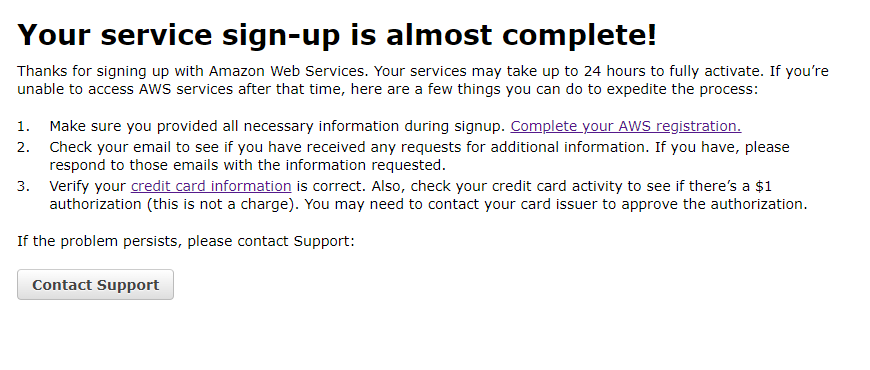 Your service sign-up is almost complete!
Thanks for signing up with Amazon Web Services. Your services may take up to 24 hours to fully activate. If you’re
unable to access AWS services after that time, here are a few things you can do to expedite the process:
1. Make sure you provided all necessary information during signup. Complete your AWS registration.
2. Check your email to see if you have received any requests for additional information. If you have, please
respond to those emails with the information requested.
3. Verify your credit card information is correct. Also, check your credit card activity to see if there’s a $1
authorization (this is not a charge). You may need to contact your card issuer to approve the authorization.
If the problem persists, please contact Support:
Contact Support